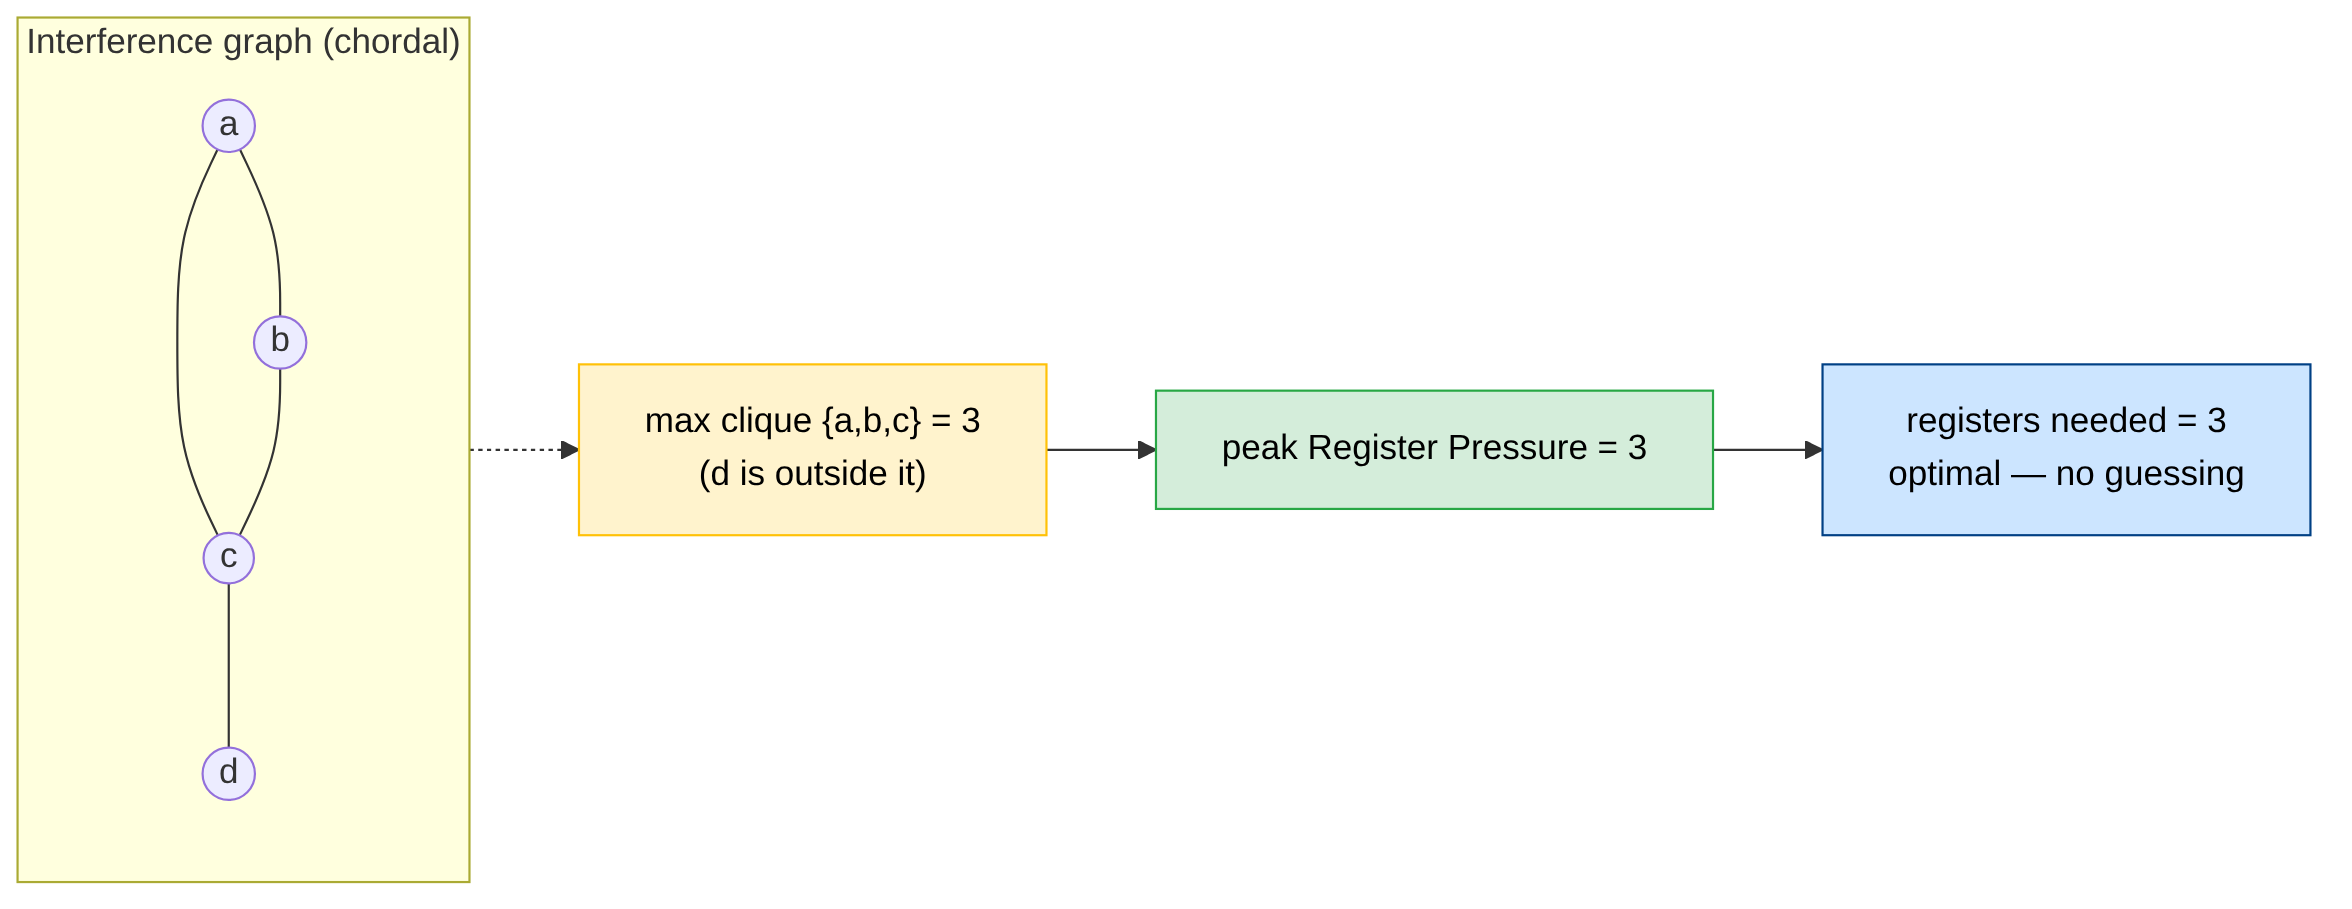 Interference graph (chordal)
a
b
c
d
max clique {a,b,c} = 3
(d is outside it)
peak Register Pressure = 3
registers needed = 3
optimal — no guessing